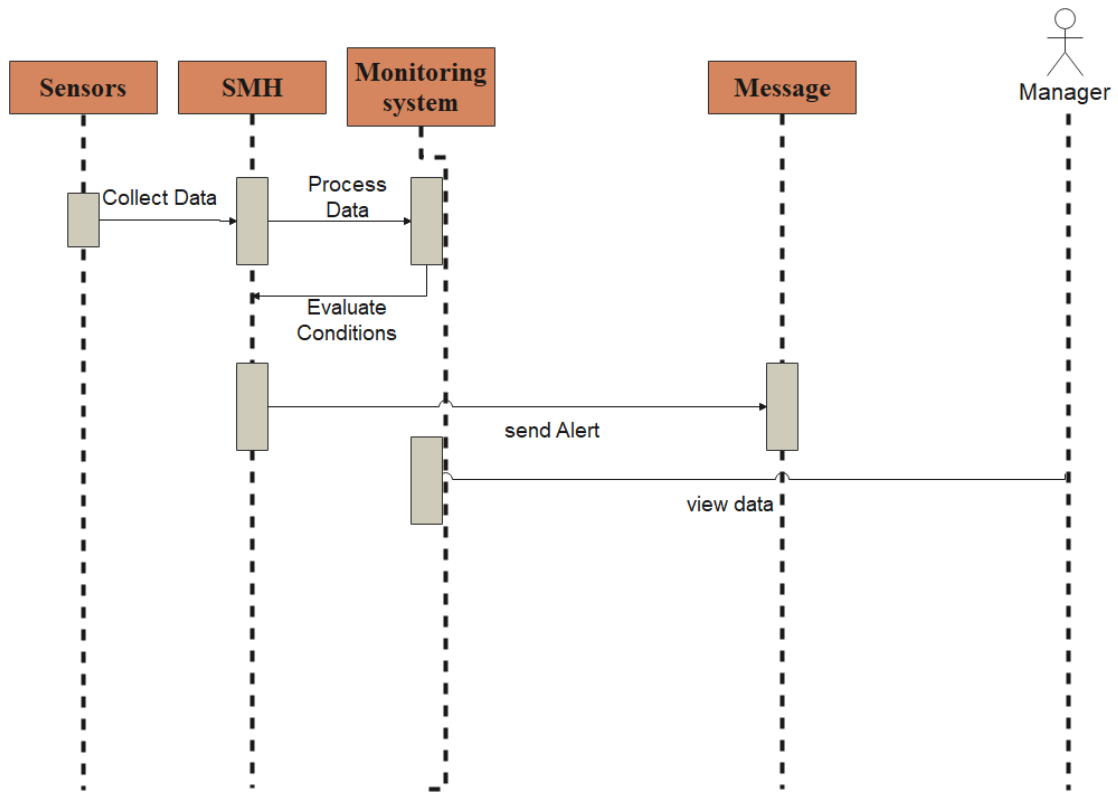 Sensors
SMH
Monitoring
system
Message
Manager
Collect Data
Process
Data
Evaluate
Conditions
send Alert
view data